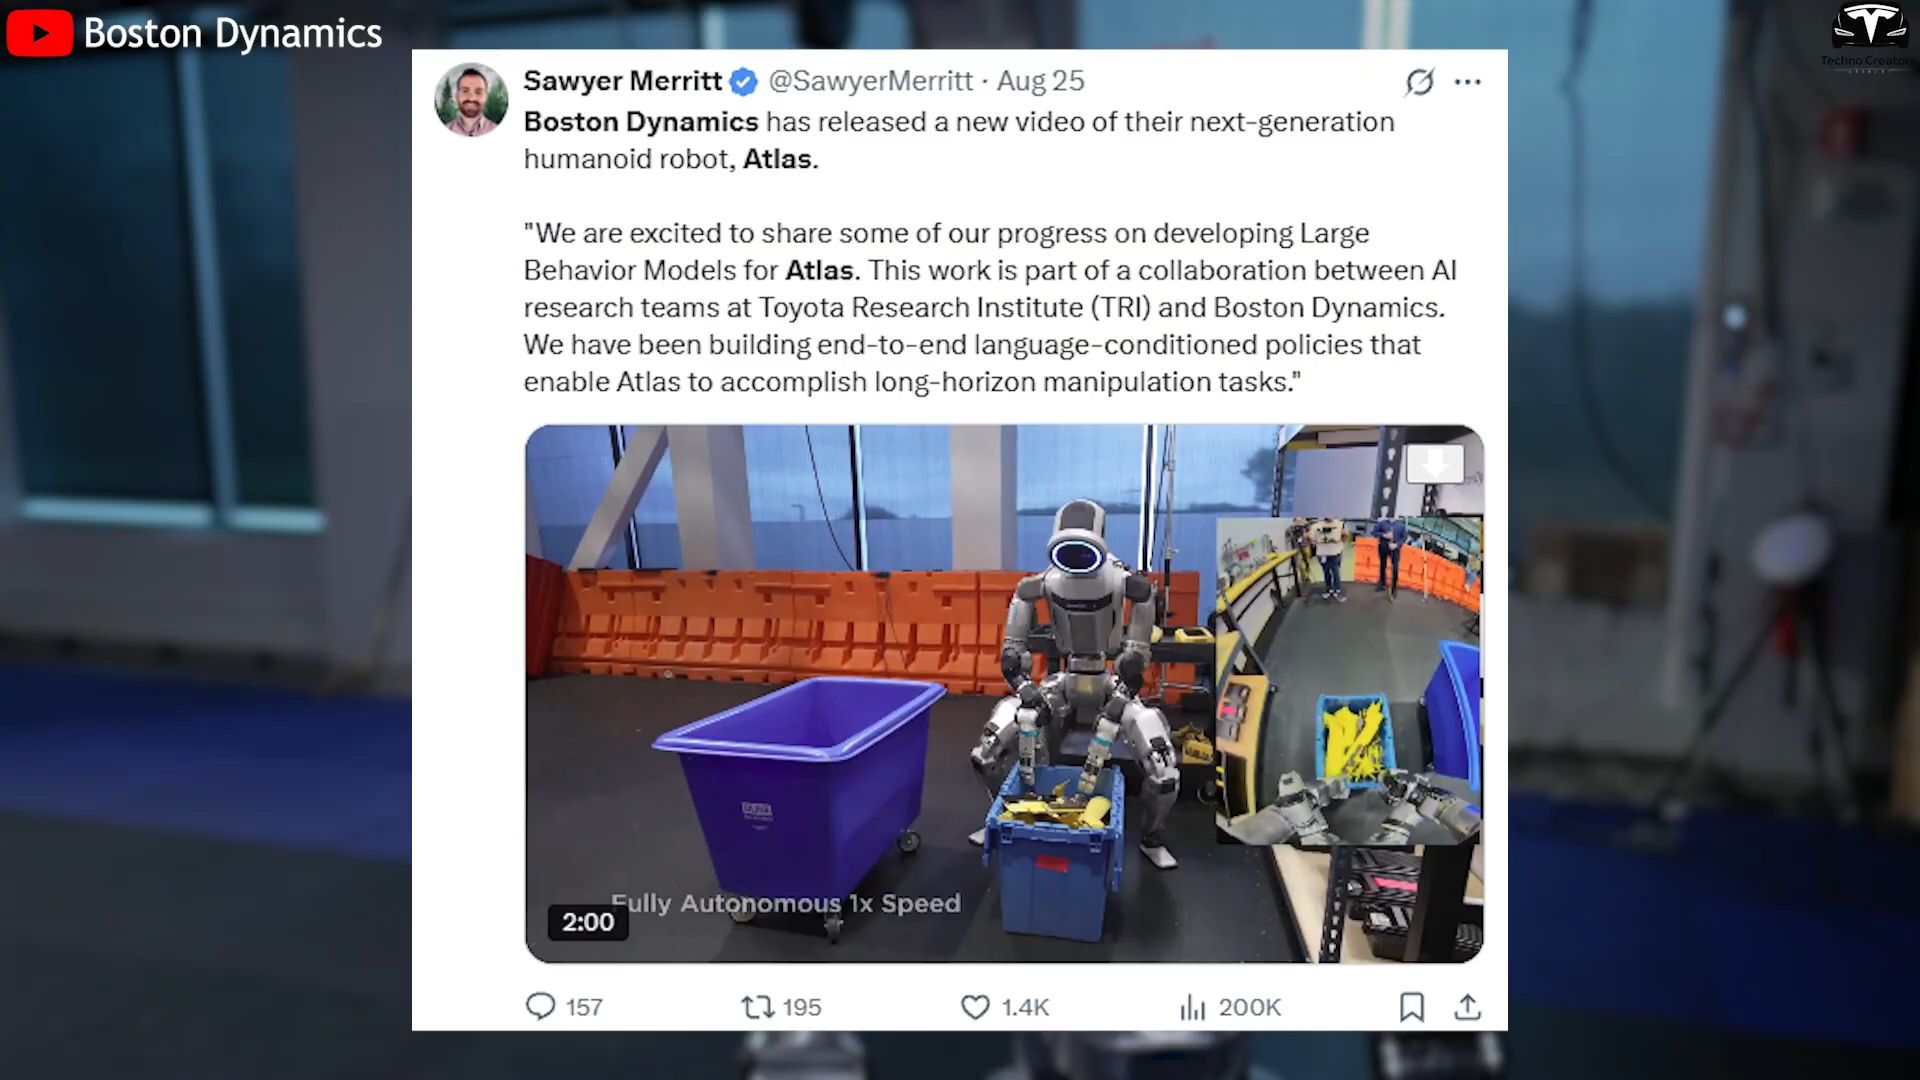 Boston Dynamics
Techno Creators
Sawyer Merritt @SawyerMerritt · Aug 25
Boston Dynamics has released a new video of their next-generation
humanoid robot, Atlas.
"We are excited to share some of our progress on developing Large
Behavior Models for Atlas. This work is part of a collaboration between AI
research teams at Toyota Research Institute (TRI) and Boston Dynamics.
We have been building end-to-end language-conditioned policies that
enable Atlas to accomplish long-horizon manipulation tasks."
Fully Autonomous 1x Speed
2:00
157 195 1.4K 200K